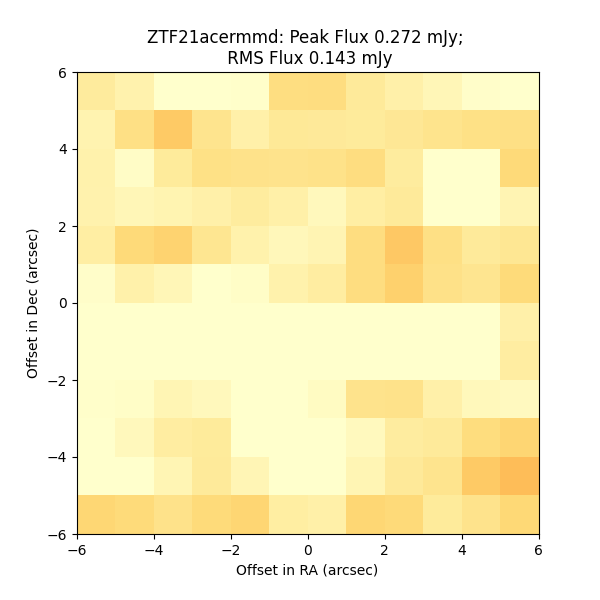 ZTF21acermmd: Peak Flux 0.272 mJy;
RMS Flux 0.143 mJy
6
4
2
0
−2
−4
−6
Offset in Dec (arcsec)
−6 −4 −2 0 2 4 6
Offset in RA (arcsec)